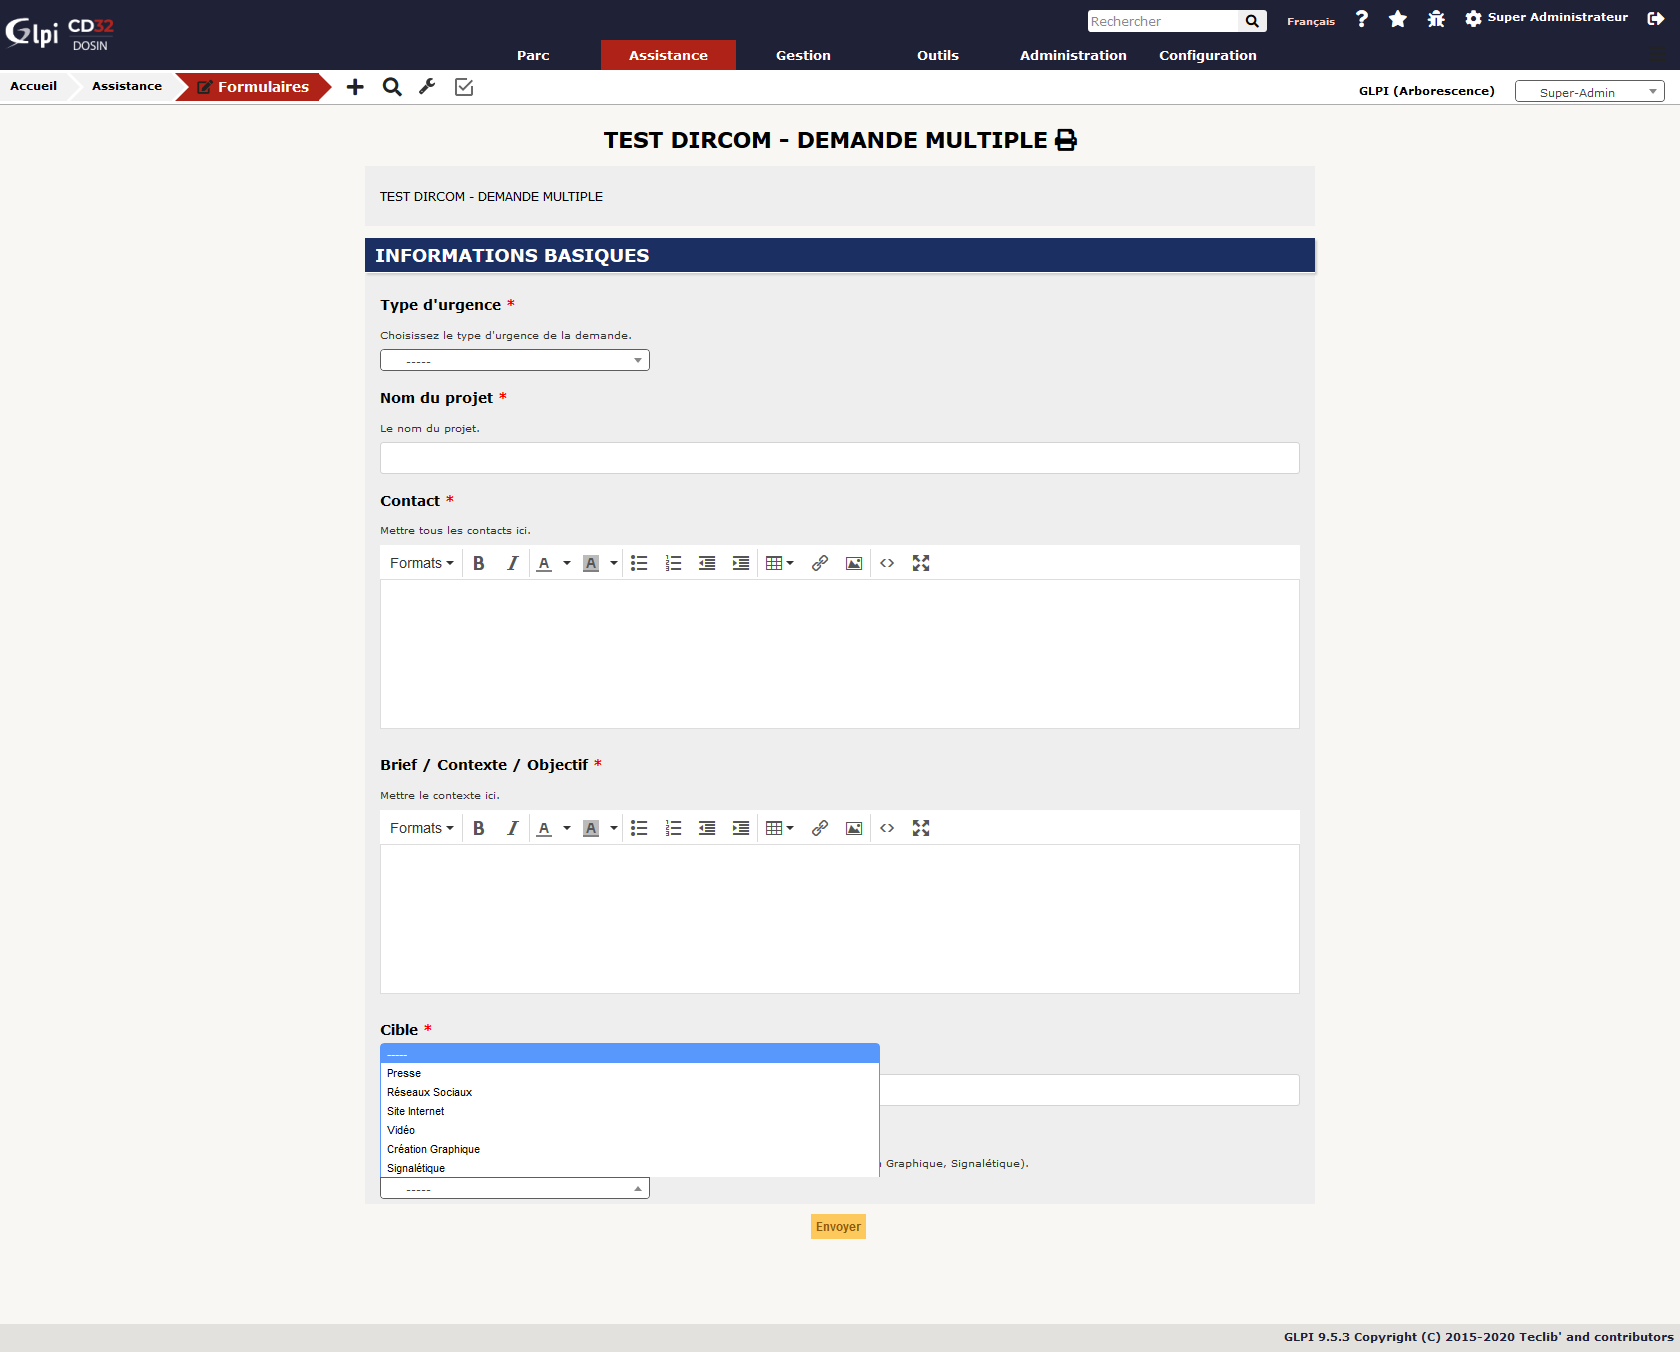 Glpi CD32
DOSIN
Rechercher
Français
Super Administrateur
Parc
Assistance
Gestion
Outils
Administration
Configuration
Accueil
Assistance
Formulaires
GLPI (Arborescence)
Super-Admin
TEST DIRCOM - DEMANDE MULTIPLE
TEST DIRCOM - DEMANDE MULTIPLE
INFORMATIONS BASIQUES
Type d'urgence *
Choisissez le type d'urgence de la demande.
-----
Nom du projet *
Le nom du projet.
Contact *
Mettre tous les contacts ici.
Formats B I A A
Brief / Contexte / Objectif *
Mettre le contexte ici.
Formats B I A A
Cible *
-----
Presse
Réseaux Sociaux
Site Internet
Vidéo
Création Graphique
Signalétique
Graphique, Signalétique).
-----
Envoyer
GLPI 9.5.3 Copyright (C) 2015-2020 Teclib' and contributors